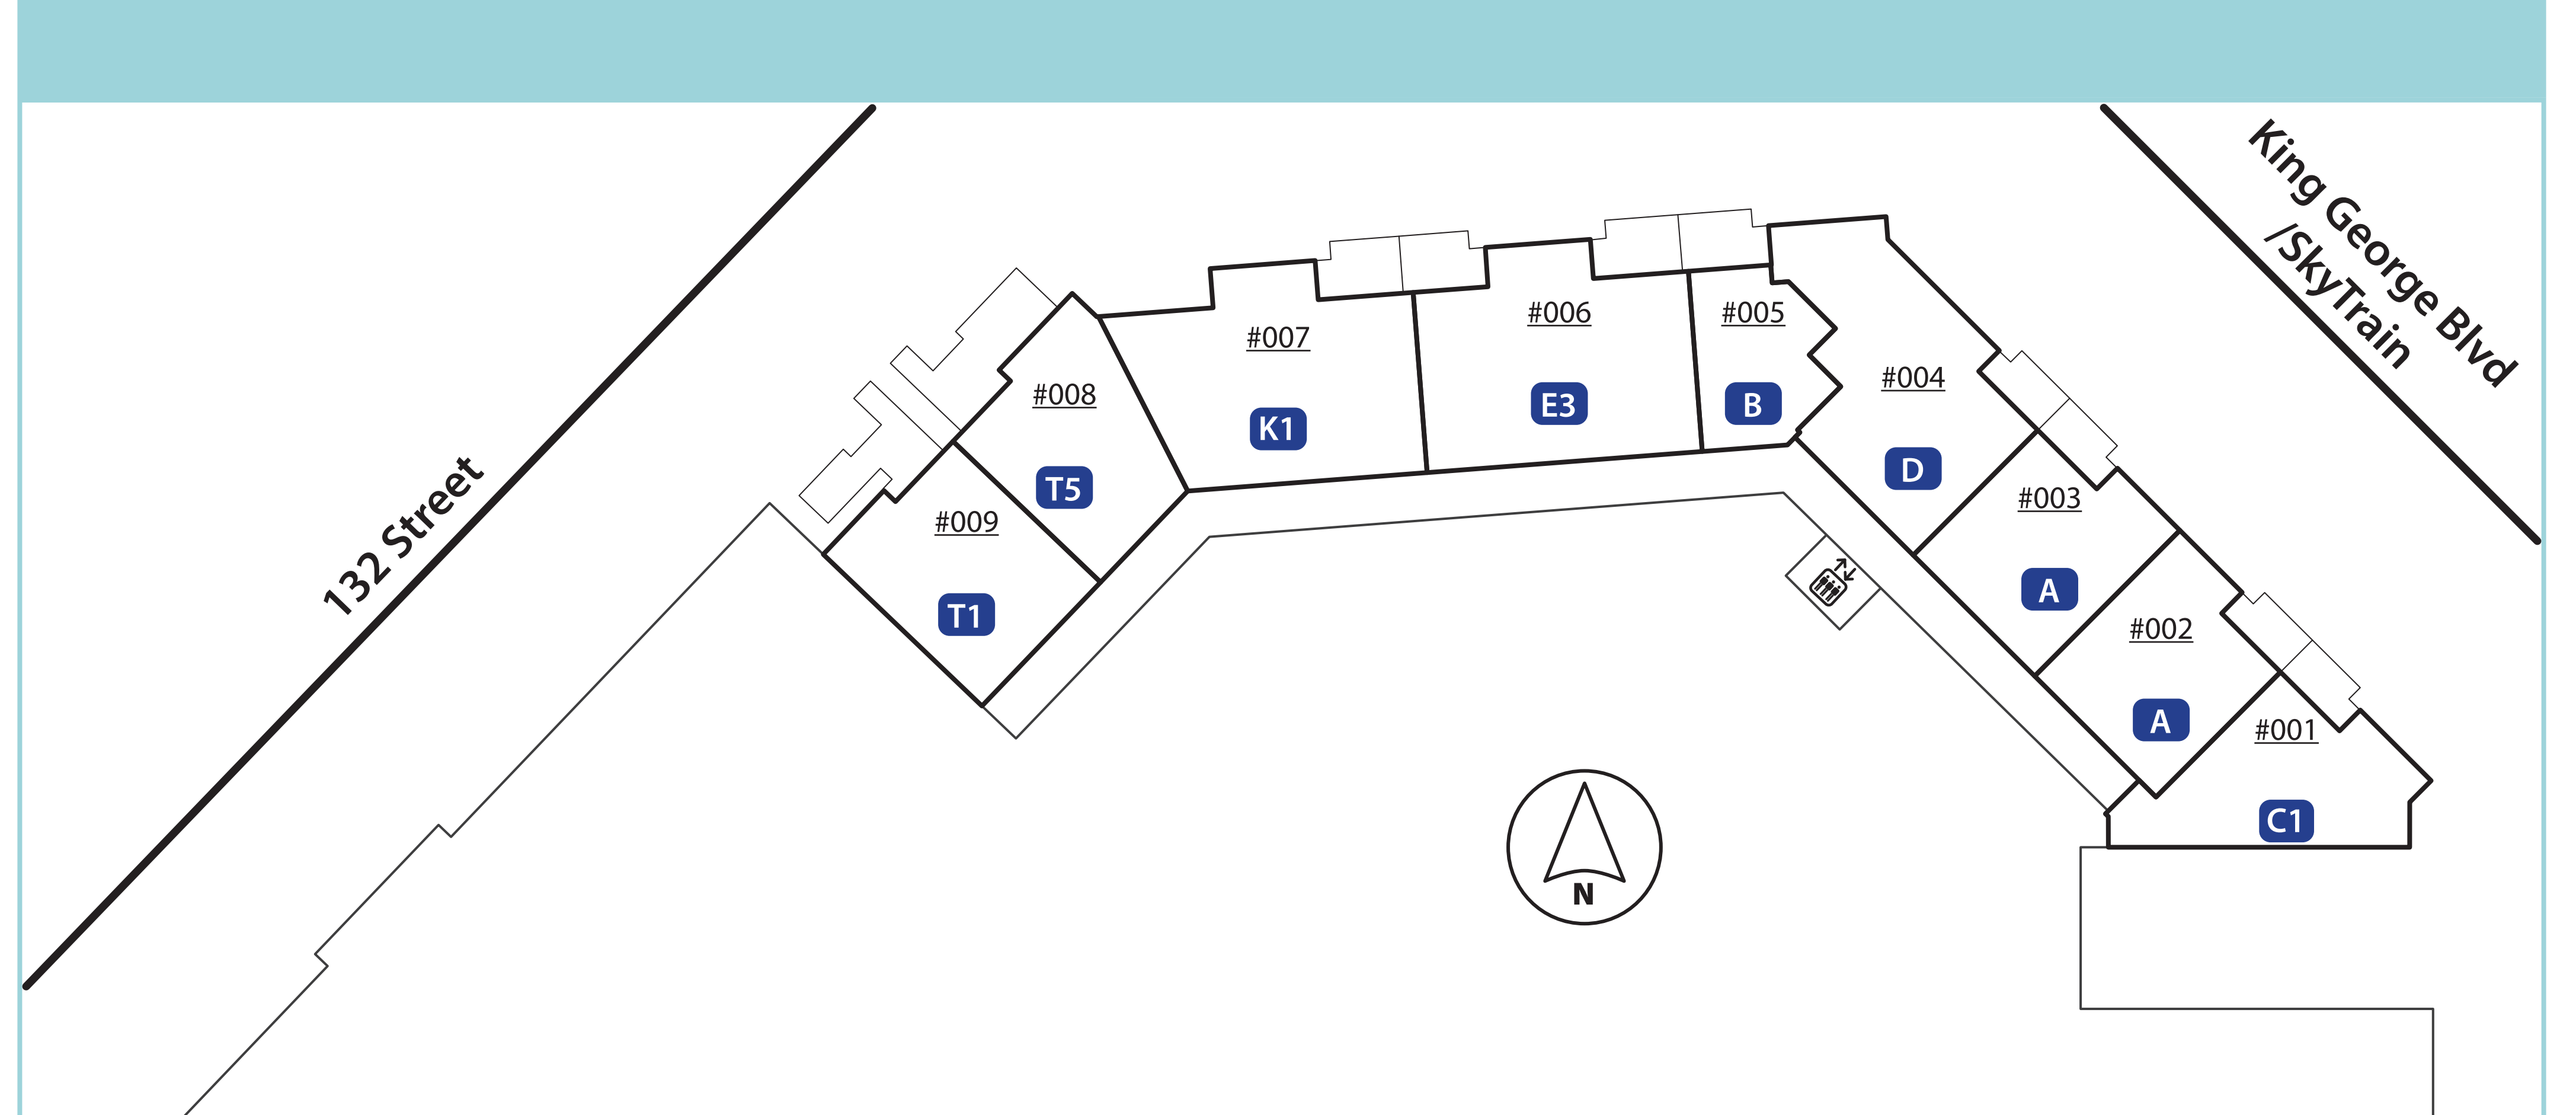 132 Street
King George Blvd
/SkyTrain
#009
T1
#008
T5
#007
K1
#006
E3
#005
B
#004
D
#003
A
#002
A
#001
C1
N